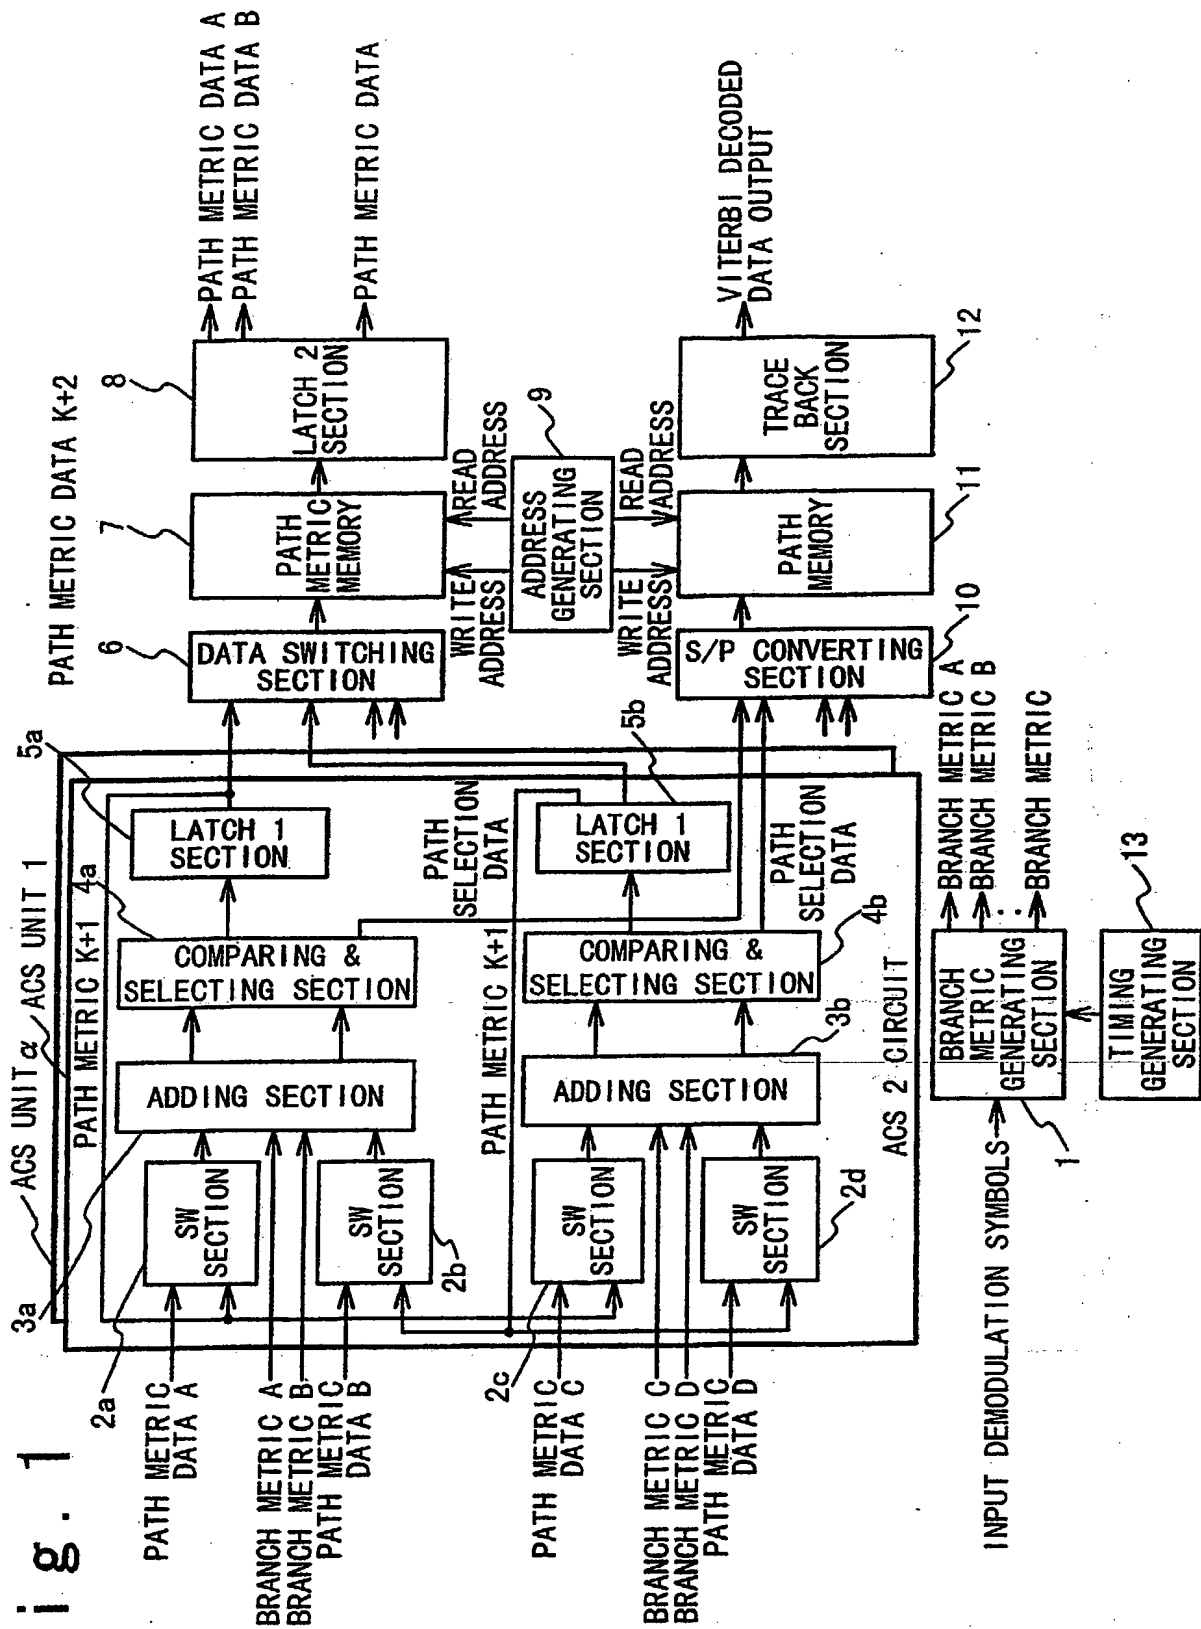 ig. 1
PATH METRIC DATA K+2
PATH METRIC DATA A
PATH METRIC DATA B
PATH METRIC DATA
ACS UNIT α
ACS UNIT 1
3a
2a
4a
5a
6
7
8
PATH METRIC K+1
PATH METRIC
DATA A
BRANCH METRIC A
BRANCH METRIC B
PATH METRIC
DATA B
SW
SECTION
SW
SECTION
2b
ADDING SECTION
COMPARING &
SELECTING SECTION
LATCH 1
SECTION
DATA SWITCHING
SECTION
PATH
METRIC
MEMORY
LATCH 2
SECTION
WRITE
ADDRESS
READ
ADDRESS
ADDRESS
GENERATING
SECTION
9
WRITE
ADDRESS
READ
ADDRESS
PATH METRIC K+1
PATH
SELECTION
DATA
5b
PATH METRIC
DATA C
2c
BRANCH METRIC C
BRANCH METRIC D
PATH METRIC
DATA D
SW
SECTION
SW
SECTION
2d
ADDING SECTION
3b
COMPARING &
SELECTING SECTION
4b
LATCH 1
SECTION
PATH
SELECTION
DATA
S/P CONVERTING
SECTION
10
PATH
MEMORY
11
TRACE
BACK
SECTION
12
VITERBI DECODED
DATA OUTPUT
ACS 2 CIRCUIT
INPUT DEMODULATION SYMBOLS
1
BRANCH
METRIC
GENERATING
SECTION
BRANCH METRIC A
BRANCH METRIC B
BRANCH METRIC
TIMING
GENERATING
SECTION
13